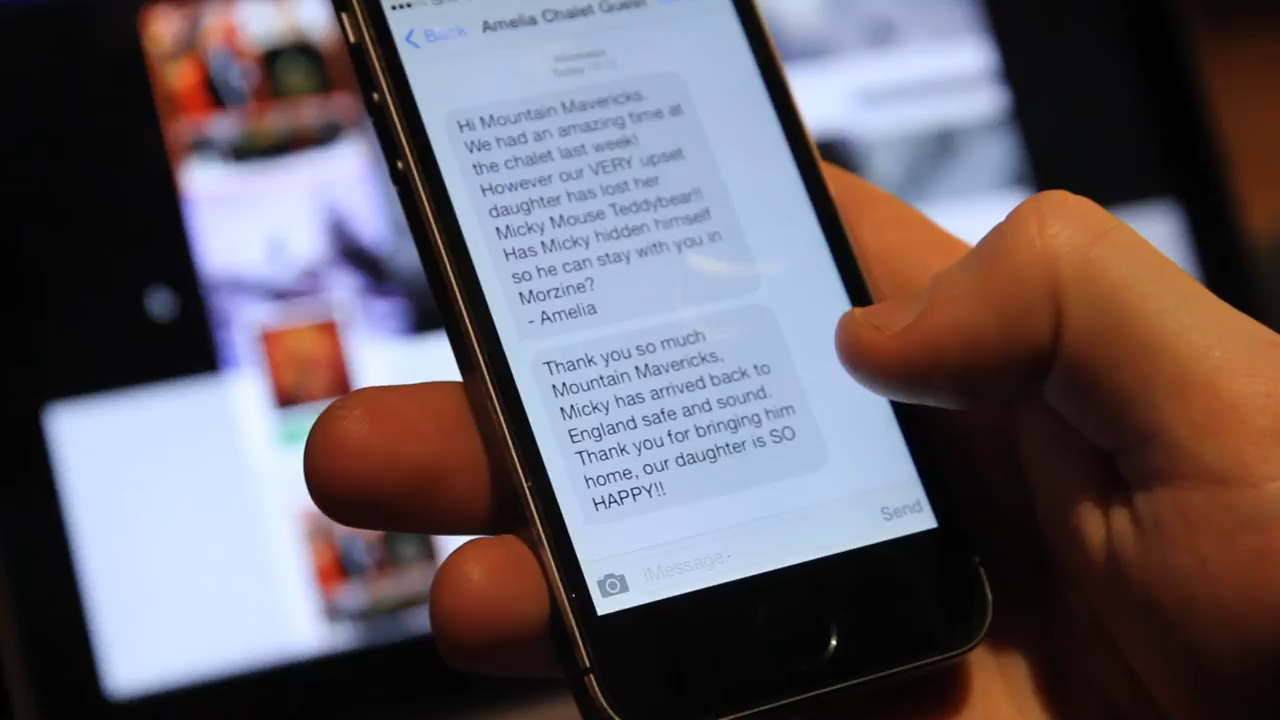 Back
Amelia Chalet Guest
iMessage
Hi Mountain Mavericks.
We had an amazing time at
the chalet last week!
However our VERY upset
daughter has lost her
Micky Mouse Teddybear!!
Has Micky hidden himself
so he can stay with you in
Morzine?
- Amelia
Thank you so much
Mountain Mavericks,
Micky has arrived back to
England safe and sound.
Thank you for bringing him
home, our daughter is SO
HAPPY!!
iMessage
Send